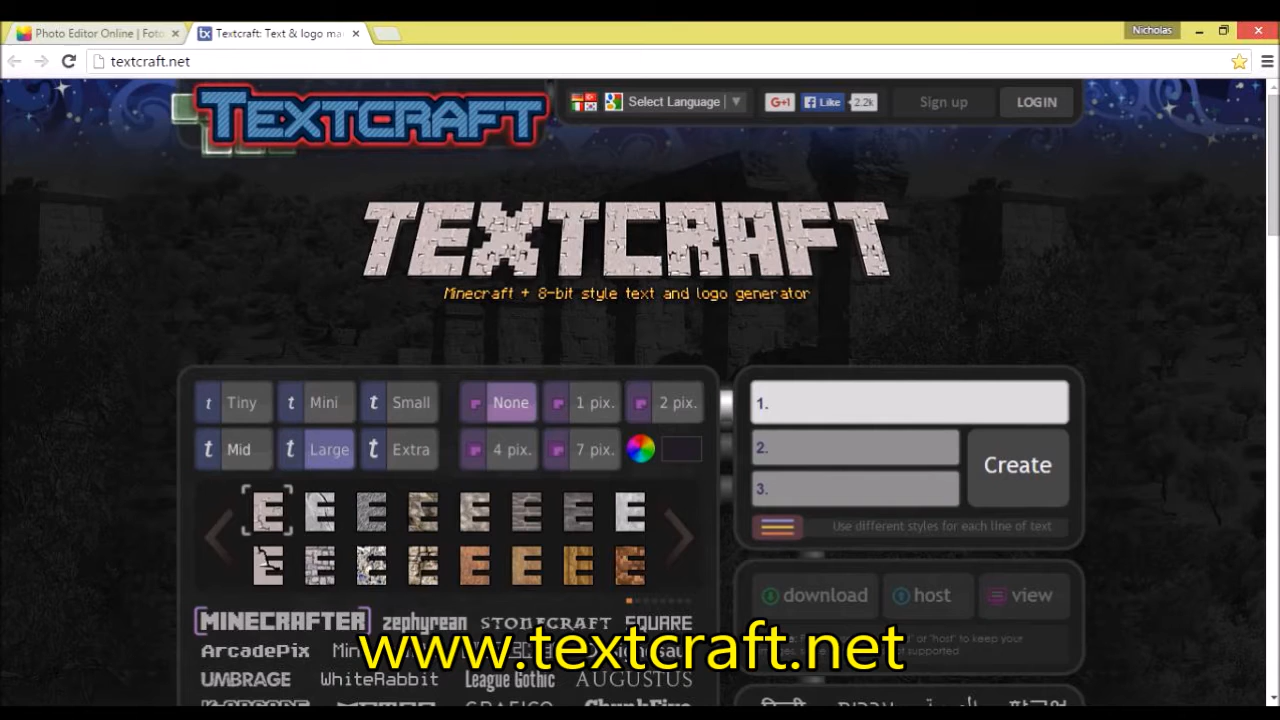 Photo Editor Online | Foto
Textcraft: Text & logo ma
Nicholas
textcraft.net
TEXTCRAFT
Select Language
G+1
Like
2.2k
Sign up
LOGIN
TEXTCRAFT
Minecraft + 8-bit style text and logo generator
t Tiny
t Mini
t Small
None
1 pix.
2 pix.
t Mid
t Large
t Extra
4 pix.
7 pix.
1.
2.
3.
Create
Use different styles for each line of text
E E E E E E E E
E E E E E E E E
download
host
view
MINECRAFTER zephyrean STONECRAFT SQUARE
ArcadePix
UMBRAGE WhiteRabbit League Gothic AUGUSTUS
www.textcraft.net